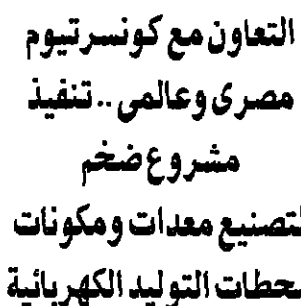 التعاون مع كونسرتيوم
مصرى وعالمى .. تنفيذ
مشروع ضخم
لتصنيع معدات ومكونات
محطات التوليد الكهربائية